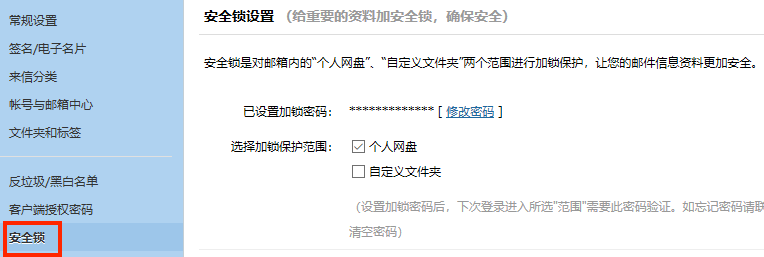 常规设置
签名/电子名片
来信分类
帐号与邮箱中心
文件夹和标签
反垃圾/黑白名单
客户端授权密码
安全锁
安全锁设置 （给重要的资料加安全锁，确保安全）
安全锁是对邮箱内的“个人网盘”、“自定义文件夹”两个范围进行加锁保护，让您的邮件信息资料更加安全。
已设置加锁密码： ************* [ 修改密码 ]
选择加锁保护范围： 个人网盘
自定义文件夹
（设置加锁密码后，下次登录进入所选"范围"需要此密码验证。如忘记密码请联
清空密码）